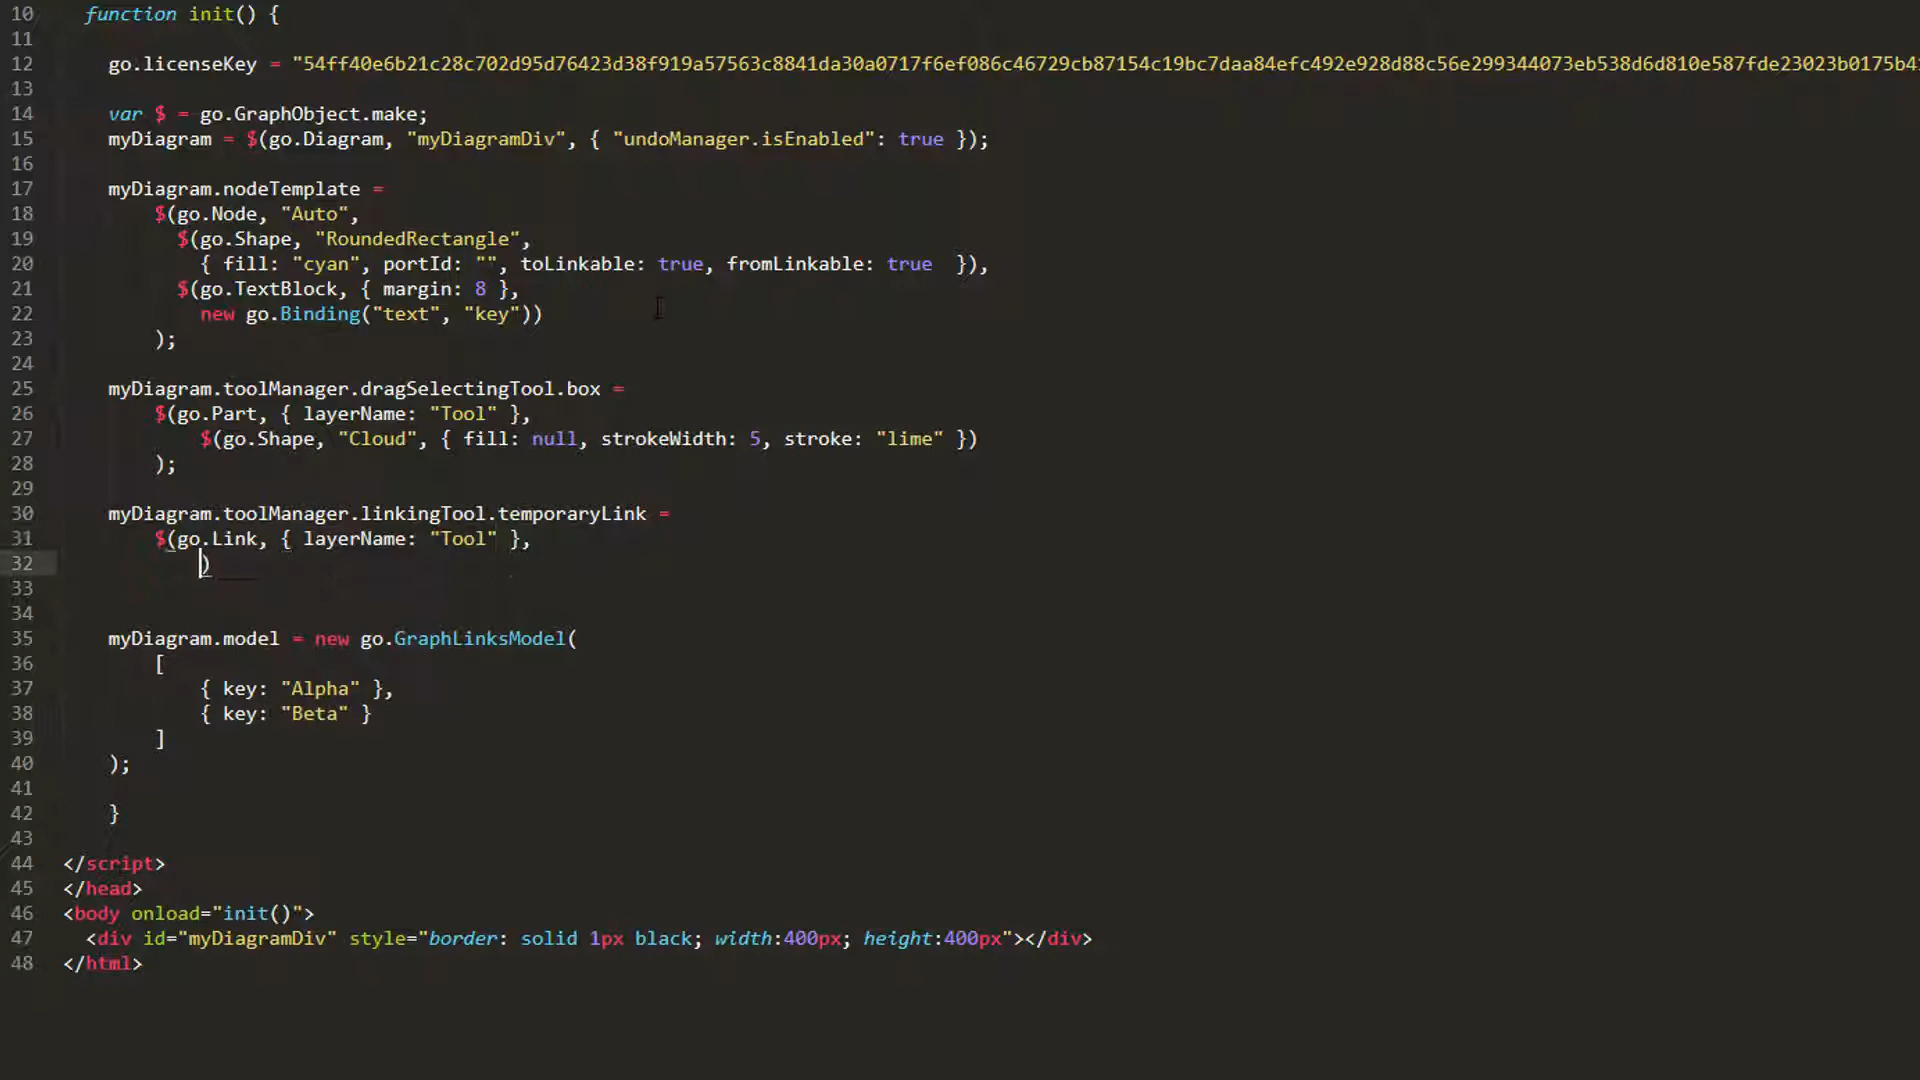 10 function init() {
11
12 go.licenseKey = "54ff40e6b21c28c702d95d76423d38f919a57563c8841da30a0717f6ef086c46729cb87154c19bc7daa84efc492e928d88c56e299344073eb538d6d810e587fde23023b0175b4
13
14 var $ = go.GraphObject.make;
15 myDiagram = $(go.Diagram, "myDiagramDiv", { "undoManager.isEnabled": true });
16
17 myDiagram.nodeTemplate =
18 $(go.Node, "Auto",
19 $(go.Shape, "RoundedRectangle",
20 { fill: "cyan", portId: "", toLinkable: true, fromLinkable: true }),
21 $(go.TextBlock, { margin: 8 },
22 new go.Binding("text", "key"))
23 );
24
25 myDiagram.toolManager.dragSelectingTool.box =
26 $(go.Part, { layerName: "Tool" },
27 $(go.Shape, "Cloud", { fill: null, strokeWidth: 5, stroke: "lime" })
28 );
29
30 myDiagram.toolManager.linkingTool.temporaryLink =
31 $(go.Link, { layerName: "Tool" },
32 )
33
34
35 myDiagram.model = new go.GraphLinksModel(
36 [
37 { key: "Alpha" },
38 { key: "Beta" }
39 ]
40 );
41
42 }
43
44 </script>
45 </head>
46 <body onload="init()">
47 <div id="myDiagramDiv" style="border: solid 1px black; width:400px; height:400px"></div>
48 </html>